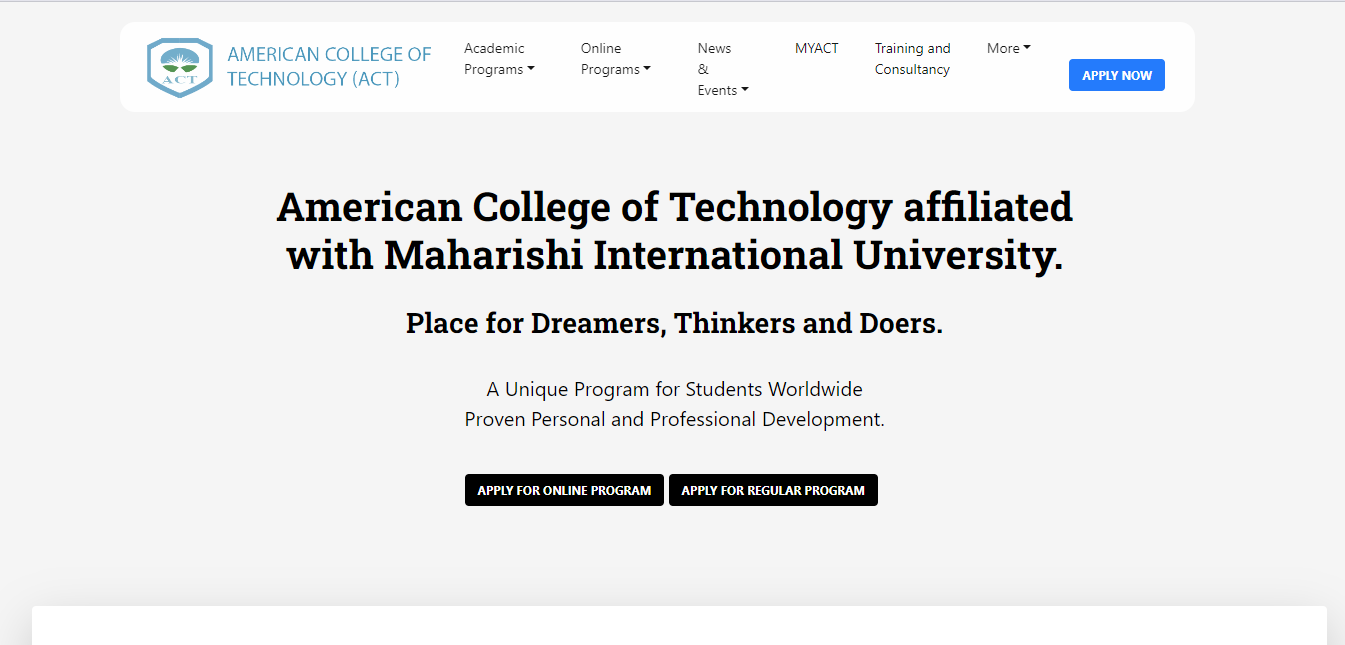 ACT
AMERICAN COLLEGE OF
TECHNOLOGY (ACT)
Academic
Programs
Online
Programs
News
&
Events
MYACT
Training and
Consultancy
More
APPLY NOW
American College of Technology affiliated
with Maharishi International University.
Place for Dreamers, Thinkers and Doers.
A Unique Program for Students Worldwide
Proven Personal and Professional Development.
APPLY FOR ONLINE PROGRAM
APPLY FOR REGULAR PROGRAM